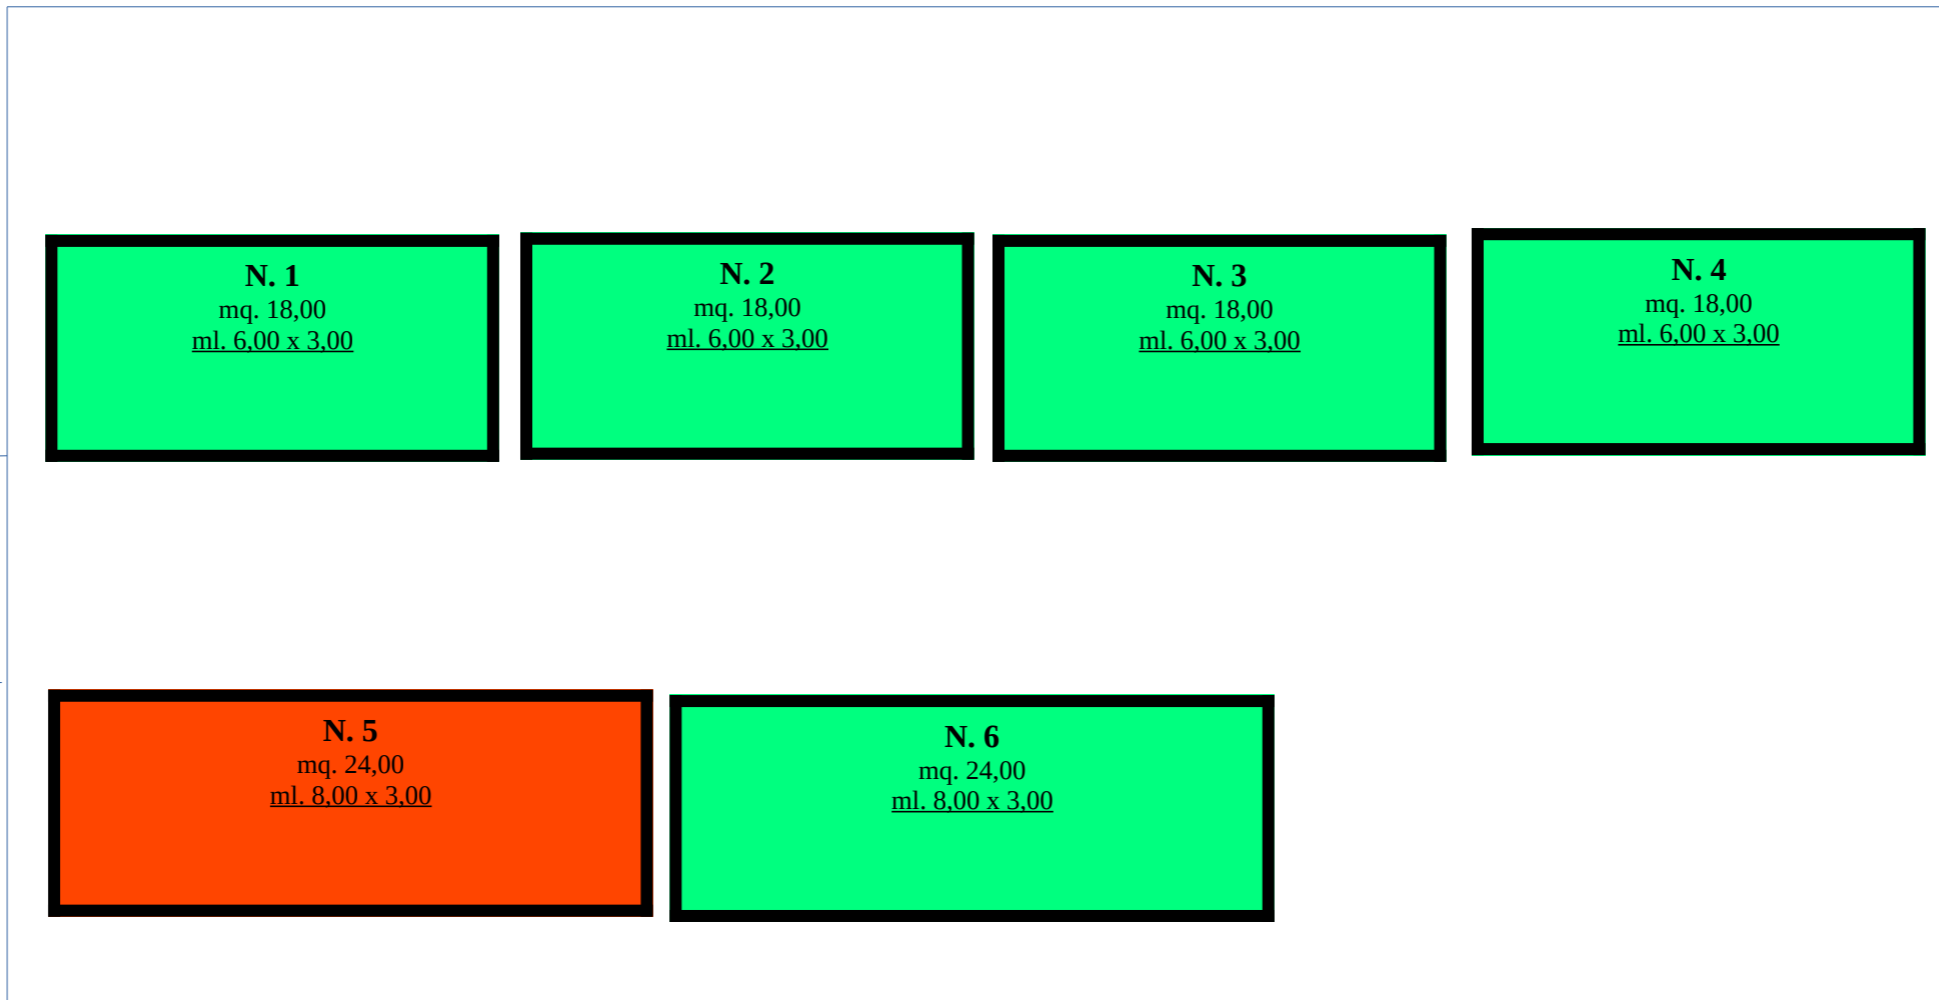 N. 1
mq. 18,00
ml. 6,00 x 3,00
N. 2
mq. 18,00
ml. 6,00 x 3,00
N. 3
mq. 18,00
ml. 6,00 x 3,00
N. 4
mq. 18,00
ml. 6,00 x 3,00
N. 5
mq. 24,00
ml. 8,00 x 3,00
N. 6
mq. 24,00
ml. 8,00 x 3,00